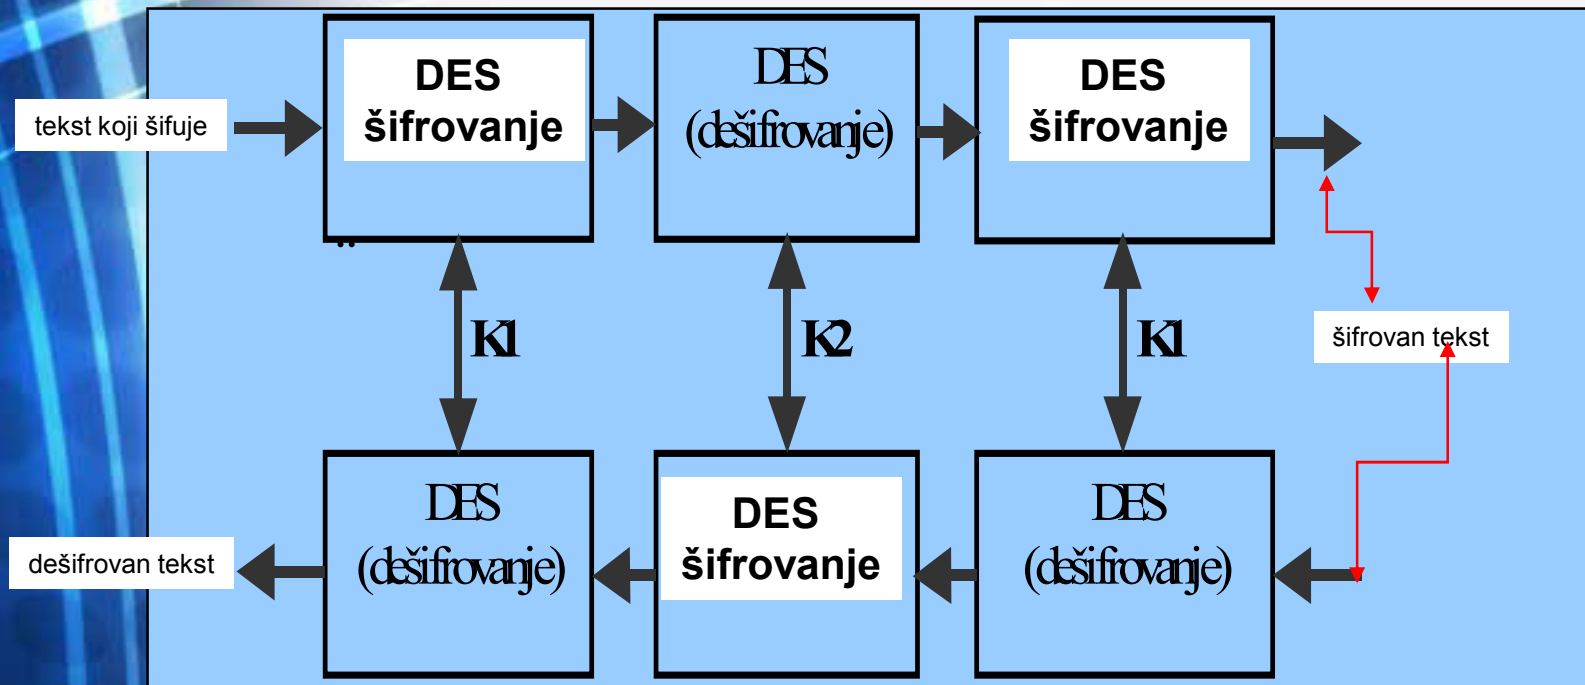 DES
šifrovanje
DES
(dešifrovanje)
DES
šifrovanje
tekst koji šifuje
K1
K2
K1
šifrovan tekst
DES
(dešifrovanje)
DES
šifrovanje
DES
(dešifrovanje)
dešifrovan tekst